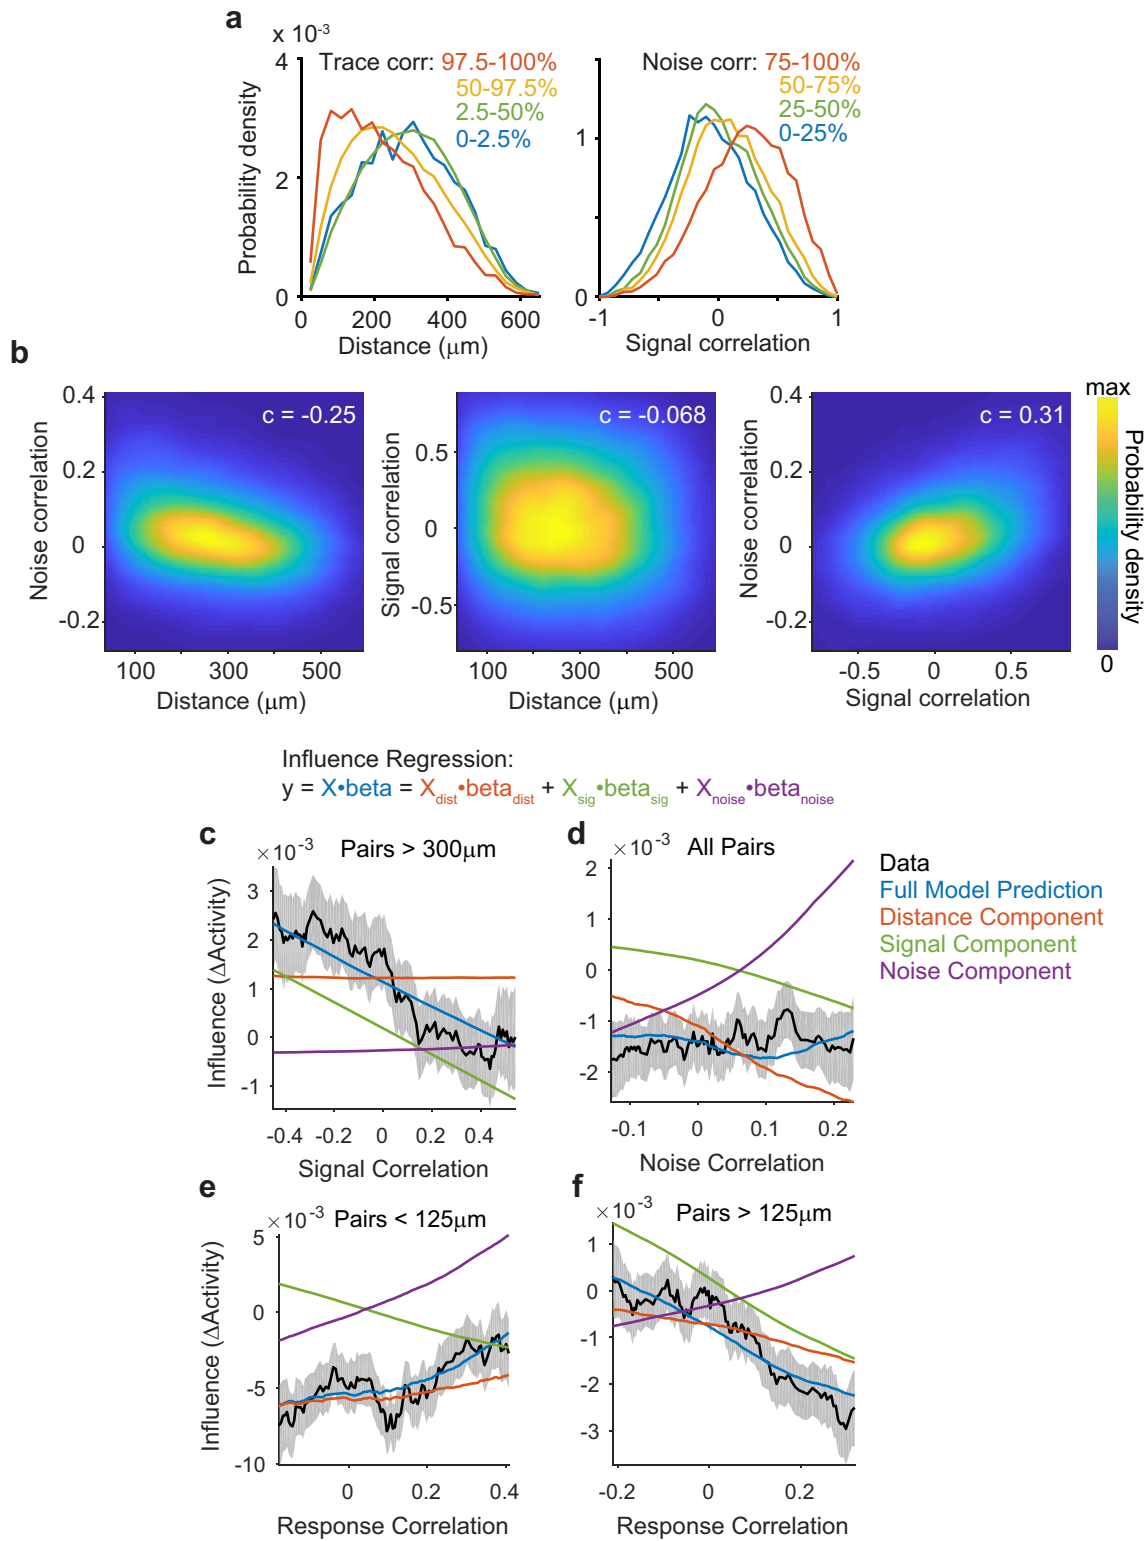 a
x 10⁻³
4
2
0
Probability density
Trace corr: 97.5-100%
50-97.5%
2.5-50%
0-2.5%
0 200 400 600
Distance (μm)
Noise corr: 75-100%
50-75%
25-50%
0-25%
1
0
-1 0 1
Signal correlation
b
0.4
0.2
0
-0.2
Noise correlation
c = -0.25
100 300 500
Distance (μm)
0.5
0
-0.5
Signal correlation
c = -0.068
100 300 500
Distance (μm)
0.4
0.2
0
-0.2
Noise correlation
c = 0.31
-0.5 0 0.5
Signal correlation
max
Probability density
0
Influence Regression:
y = X•beta = X_dist•beta_dist + X_sig•beta_sig + X_noise•beta_noise
c
×10⁻³
Pairs > 300μm
3
2
1
0
-1
Influence (ΔActivity)
-0.4 -0.2 0 0.2 0.4
Signal Correlation
d
×10⁻³
All Pairs
2
1
0
-1
-2
-0.1 0 0.1 0.2
Noise Correlation
Data
Full Model Prediction
Distance Component
Signal Component
Noise Component
e
×10⁻³
Pairs < 125μm
5
0
-5
-10
Influence (ΔActivity)
0 0.2 0.4
Response Correlation
f
×10⁻³
Pairs > 125μm
1
0
-1
-2
-3
-0.2 0 0.2
Response Correlation